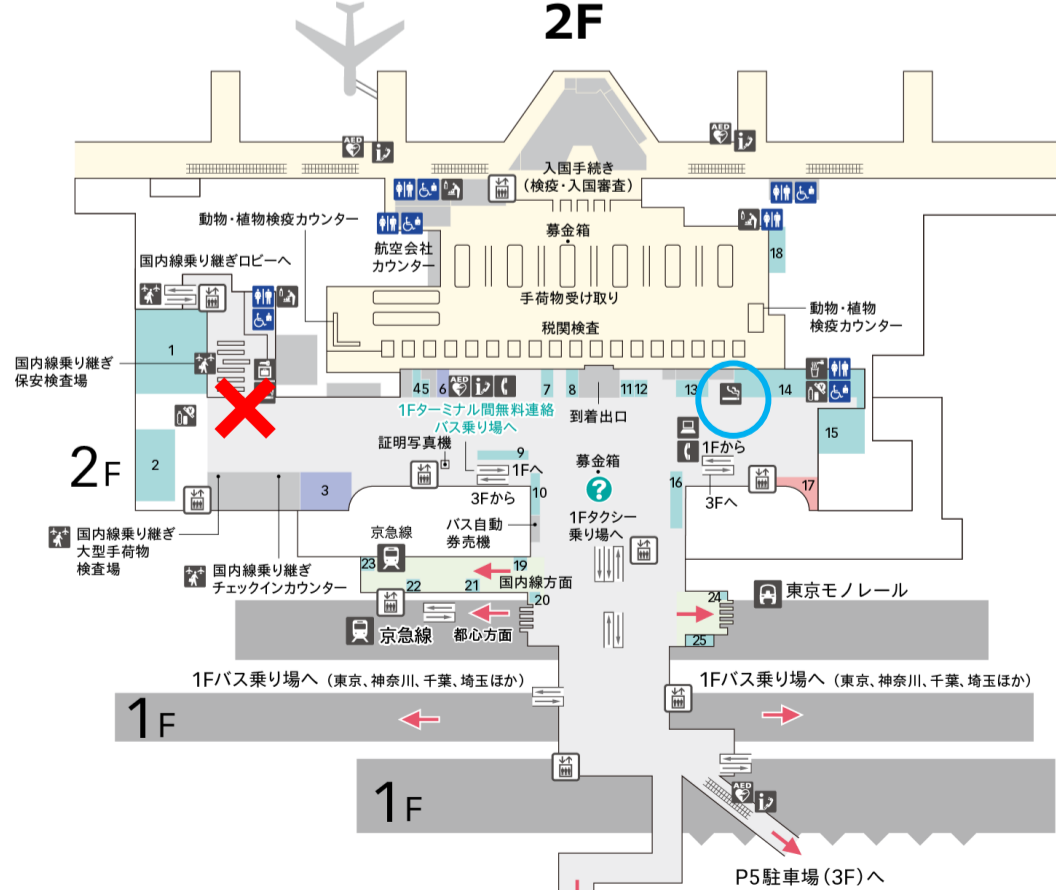 2F
AED
AED
入国手続き
(検疫・入国審査)
動物・植物検疫カウンター
募金箱
航空会社
カウンター
18
国内線乗り継ぎロビーへ
手荷物受け取り
動物・植物
検疫カウンター
税関検査
1
国内線乗り継ぎ
保安検査場
4
5
6
AED
7
8
11
12
13
14
到着出口
1Fターミナル間無料連絡
バス乗り場へ
15
証明写真機
9
1Fから
2
2F
1Fへ
募金箱
3
3Fから
10
?
16
3Fへ
17
1Fタクシー
乗り場へ
バス自動
券売機
京急線
国内線乗り継ぎ
大型手荷物
検査場
国内線乗り継ぎ
チェックインカウンター
23
22
21
19
国内線方面
20
24
東京モノレール
京急線
都心方面
25
1Fバス乗り場へ(東京、神奈川、千葉、埼玉ほか)
1Fバス乗り場へ(東京、神奈川、千葉、埼玉ほか)
1F
1F
AED
P5駐車場(3F)へ